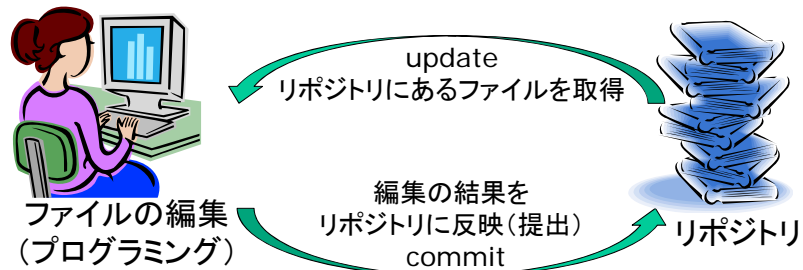 update
リポジトリにあるファイルを取得
ファイルの編集
(プログラミング)
編集の結果を
リポジトリに反映(提出)
commit
リポジトリ